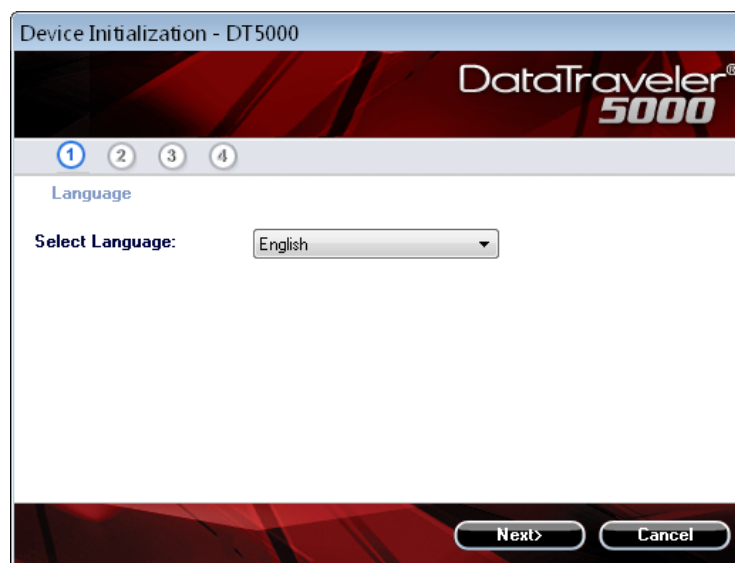 Device Initialization - DT5000
DataTraveler®
5000
1 2 3 4
Language
Select Language: English
Next> Cancel